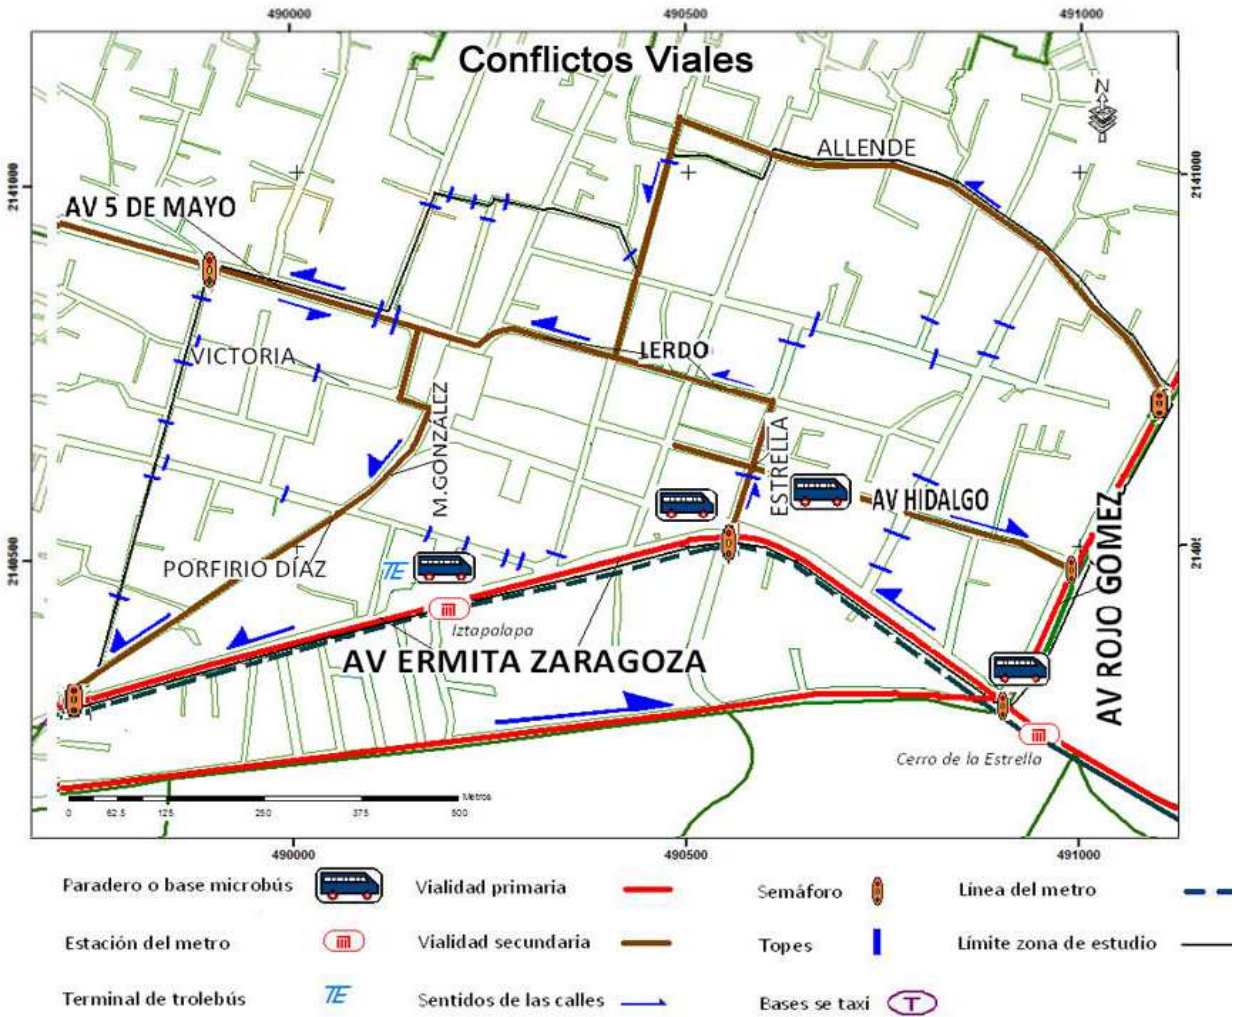 490000 490500 491000
Conflictos Viales
N
ALLENDE
2141000
2141000
AV 5 DE MAYO
LERDO
VICTORIA
M.GONZÁLEZ
ESTRELLA
AV HIDALGO
AV ROJO GÓMEZ
2140500
PORFIRIO DÍAZ
TE
Iztapalapa
AV ERMITA ZARAGOZA
Cerro de la Estrella
Metros
0 62.5 125 250 375 500
490000 490500 491000
Paradero o base microbús Vialidad primaria Semáforo Línea del metro
Estación del metro Vialidad secundaria Topes Límite zona de estudio
Terminal de trolebús TE Sentidos de las calles Bases se taxi T